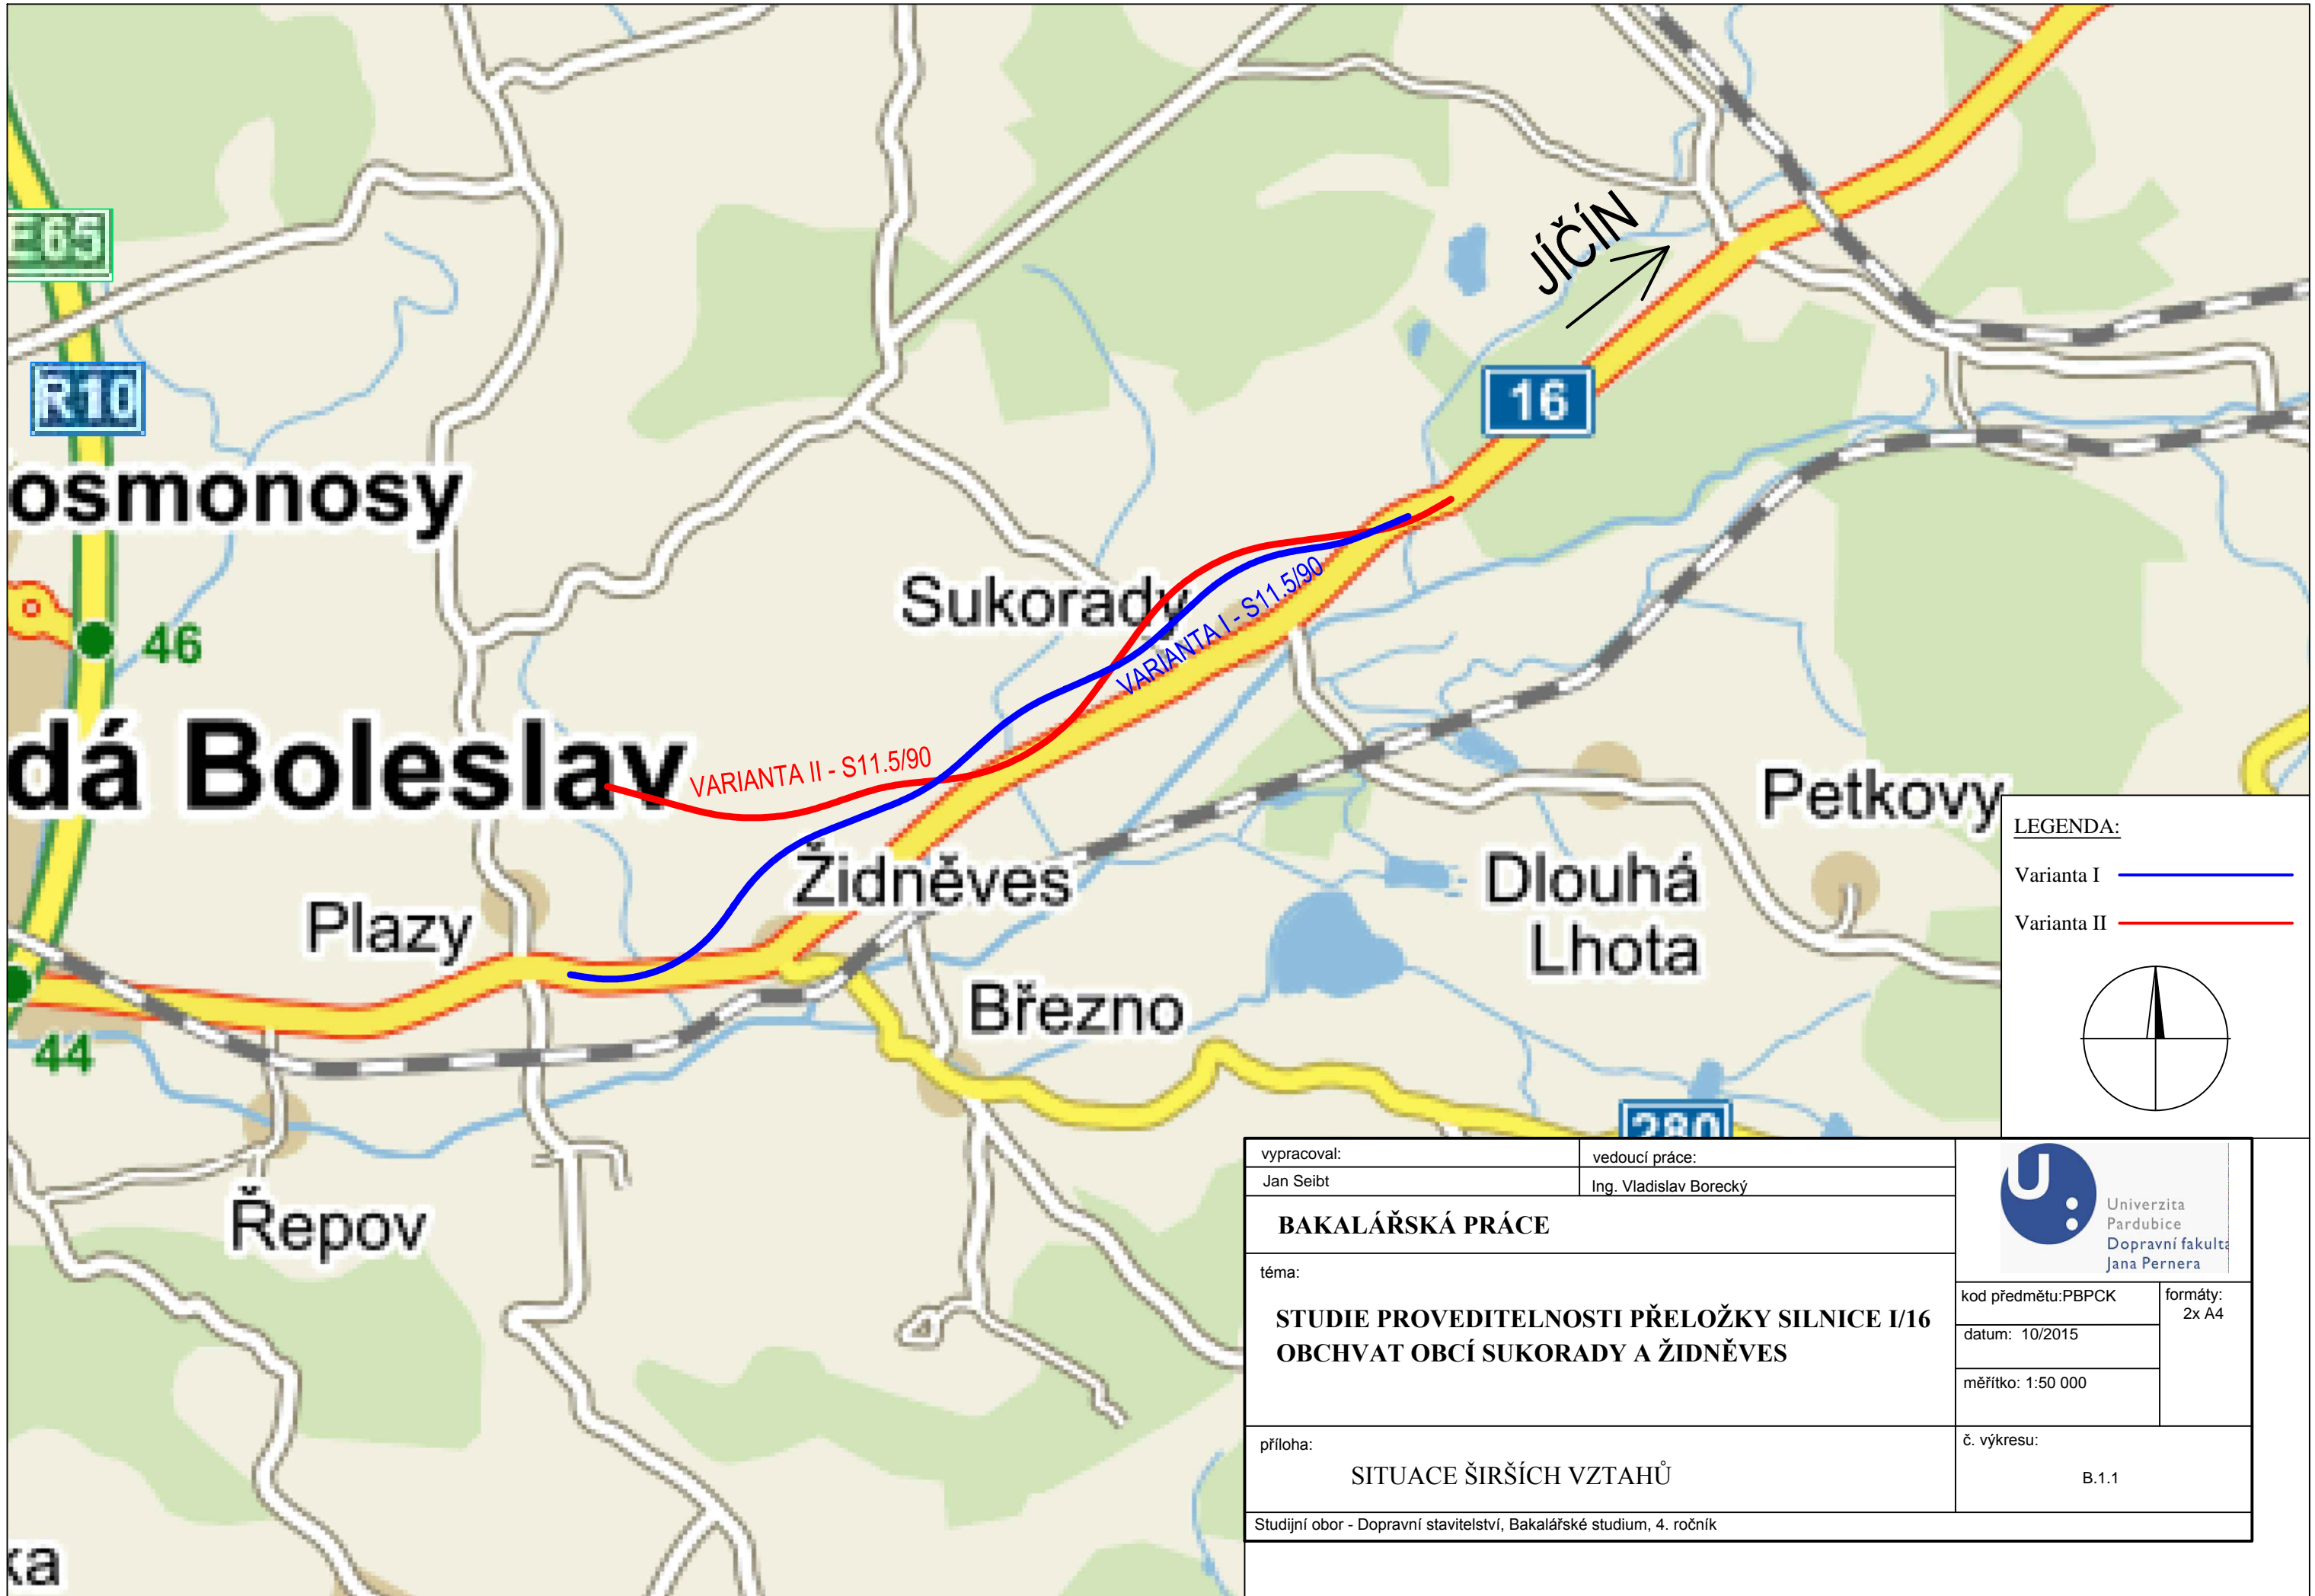 JÍČÍN
E65
R10
16
osmonosy
46
Sukorady
VARIANTA I - S11.5/90
dá Boleslav
VARIANTA II - S11.5/90
Petkovy
Židněves
Dlouhá
Lhota
Plazy
Březno
44
280
Řepov
ka
LEGENDA:
Varianta I
Varianta II
vypracoval:
vedoucí práce:
Jan Seibt
Ing. Vladislav Borecký
BAKALÁŘSKÁ PRÁCE
téma:
STUDIE PROVEDITELNOSTI PŘELOŽKY SILNICE I/16
OBCHVAT OBCÍ SUKORADY A ŽIDNĚVES
U
Univerzita
Pardubice
Dopravní fakulta
Jana Pernera
kod předmětu:PBPCK
formáty:
2x A4
datum: 10/2015
měřítko: 1:50 000
příloha:
SITUACE ŠIRŠÍCH VZTAHŮ
č. výkresu:
B.1.1
Studijní obor - Dopravní stavitelství, Bakalářské studium, 4. ročník